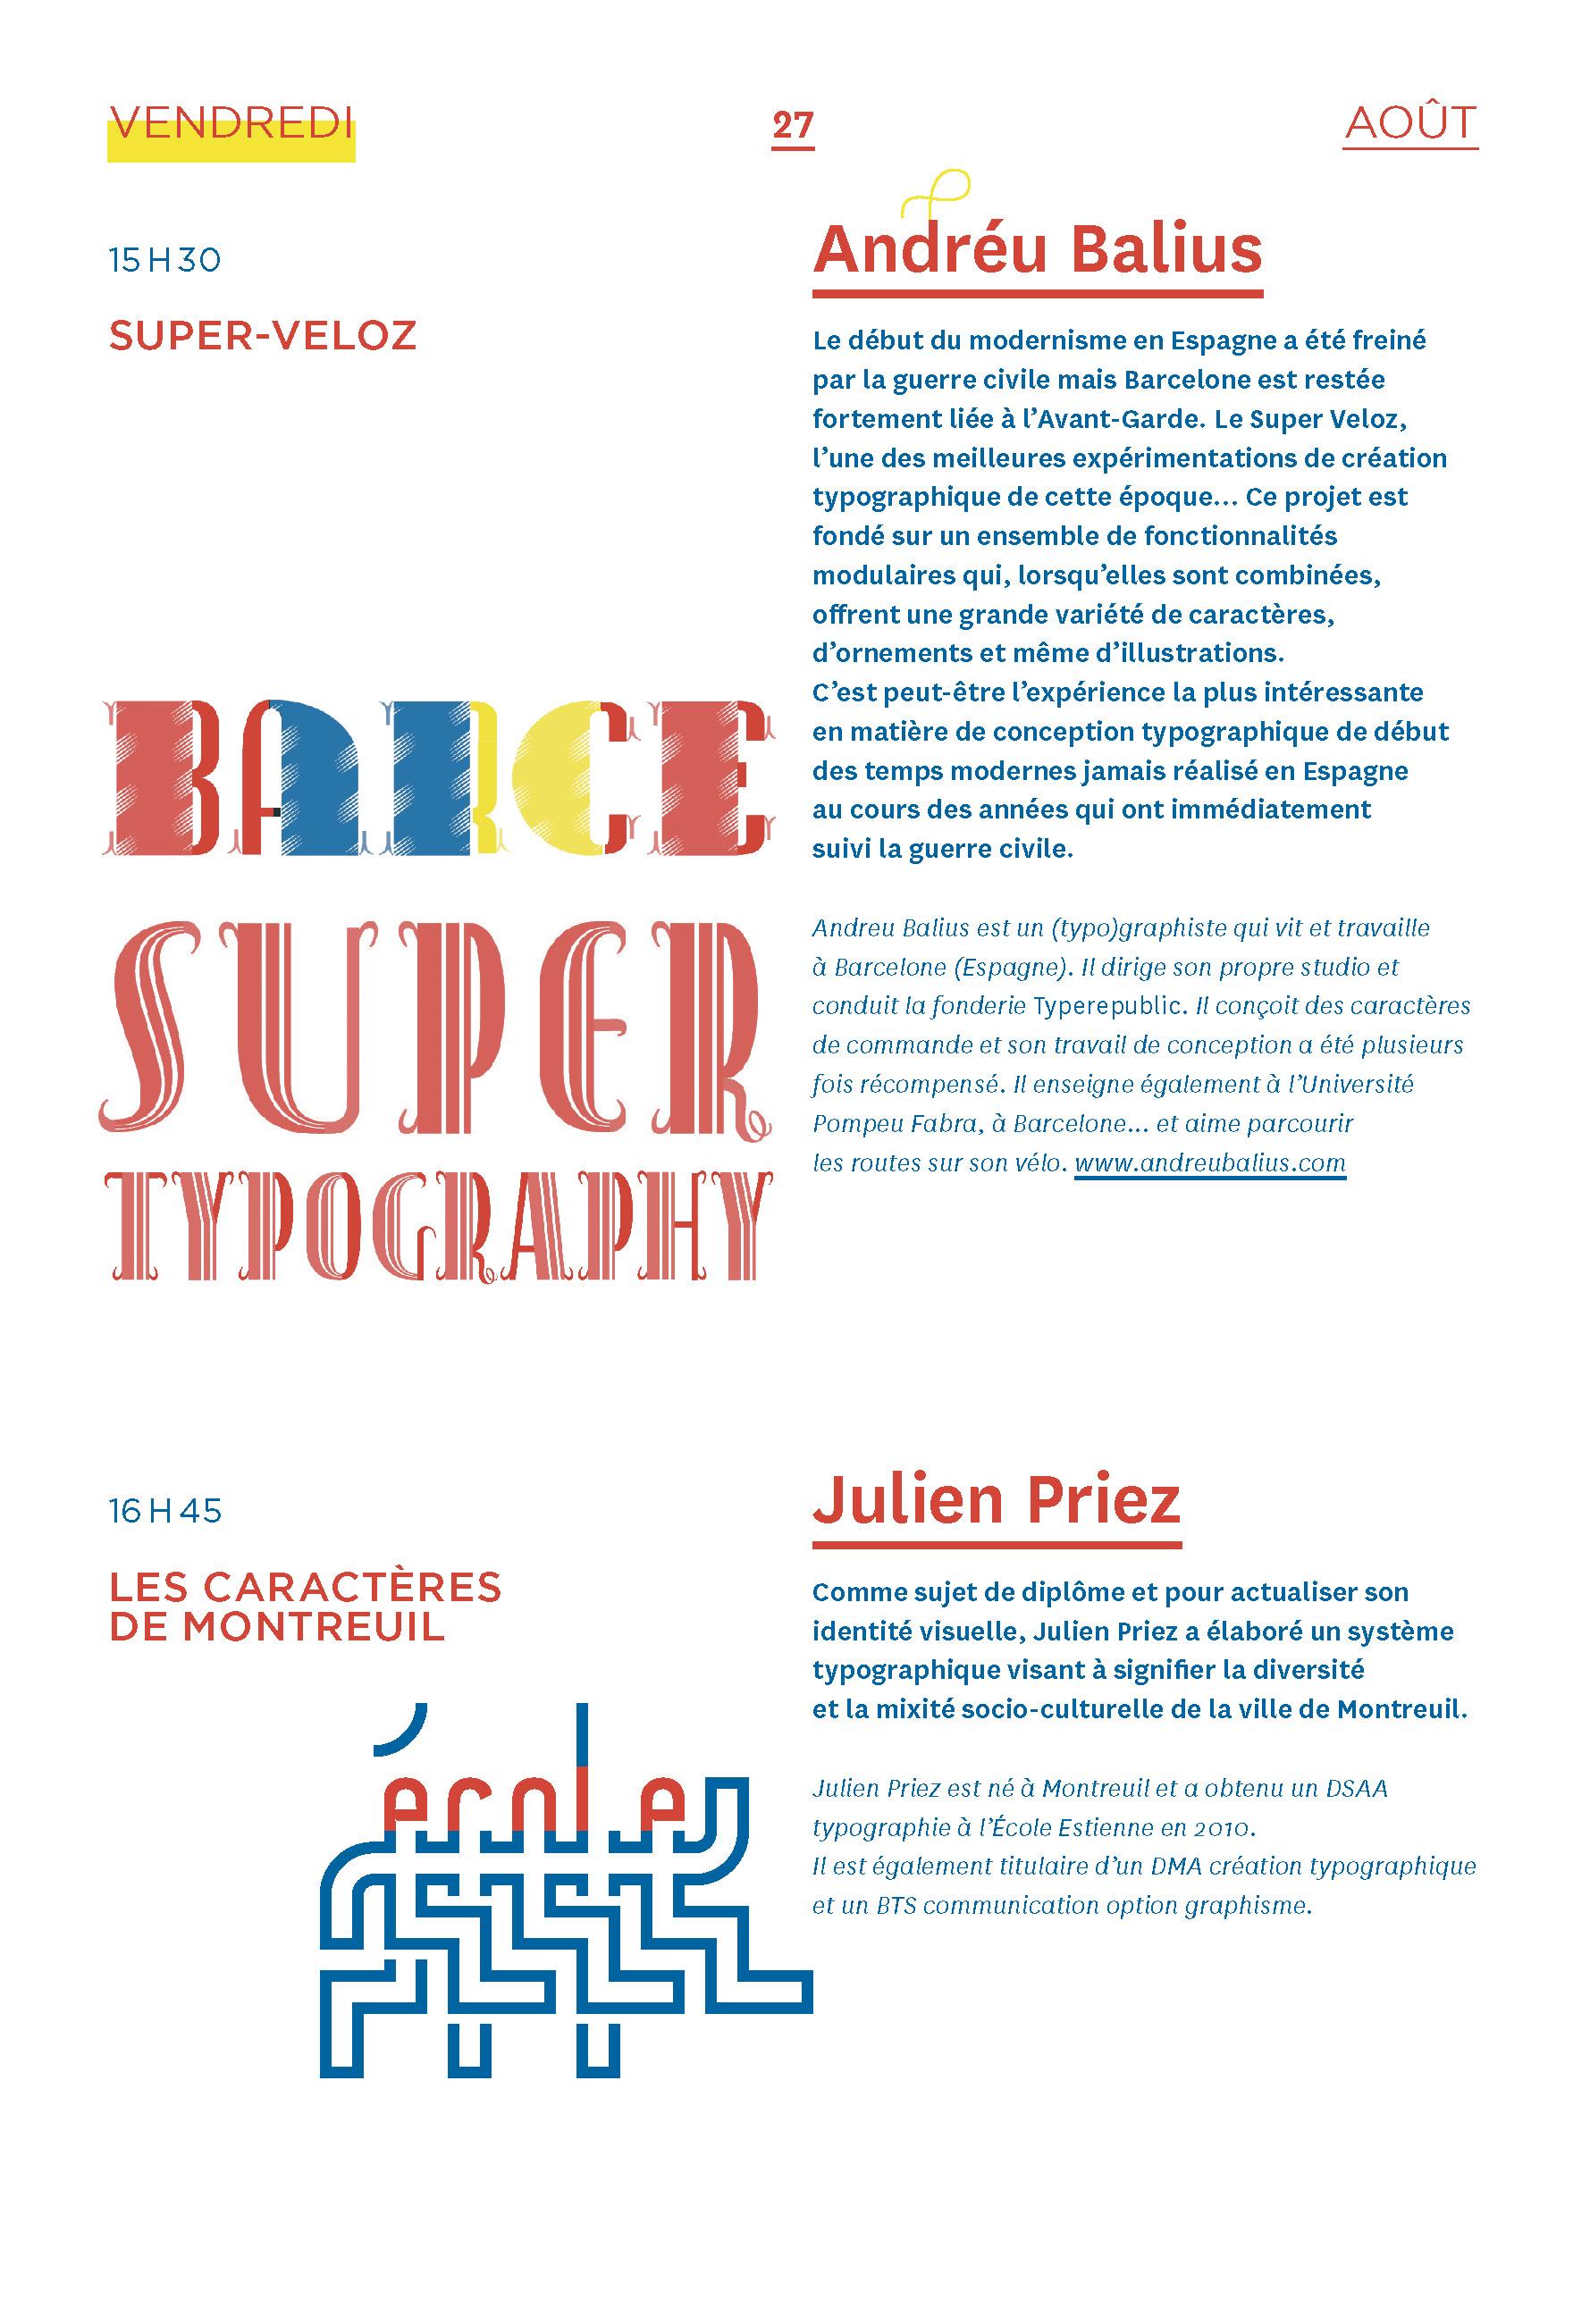 VENDREDI 27 AOÛT
15 H 30
SUPER-VELOZ
Andréu Balius
Le début du modernisme en Espagne a été freiné
par la guerre civile mais Barcelone est restée
fortement liée à l’Avant-Garde. Le Super Veloz,
l’une des meilleures expérimentations de création
typographique de cette époque… Ce projet est
fondé sur un ensemble de fonctionnalités
modulaires qui, lorsqu’elles sont combinées,
offrent une grande variété de caractères,
d’ornements et même d’illustrations.
C’est peut-être l’expérience la plus intéressante
en matière de conception typographique de début
des temps modernes jamais réalisé en Espagne
au cours des années qui ont immédiatement
suivi la guerre civile.
Andreu Balius est un (typo)graphiste qui vit et travaille
à Barcelone (Espagne). Il dirige son propre studio et
conduit la fonderie Typerepublic. Il conçoit des caractères
de commande et son travail de conception a été plusieurs
fois récompensé. Il enseigne également à l’Université
Pompeu Fabra, à Barcelone… et aime parcourir
les routes sur son vélo. www.andreubalius.com
BARCE
SUPER
TYPOGRAPHY
16 H 45
LES CARACTÈRES
DE MONTREUIL
école
Julien Priez
Comme sujet de diplôme et pour actualiser son
identité visuelle, Julien Priez a élaboré un système
typographique visant à signifier la diversité
et la mixité socio-culturelle de la ville de Montreuil.
Julien Priez est né à Montreuil et a obtenu un DSAA
typographie à l’École Estienne en 2010.
Il est également titulaire d’un DMA création typographique
et un BTS communication option graphisme.